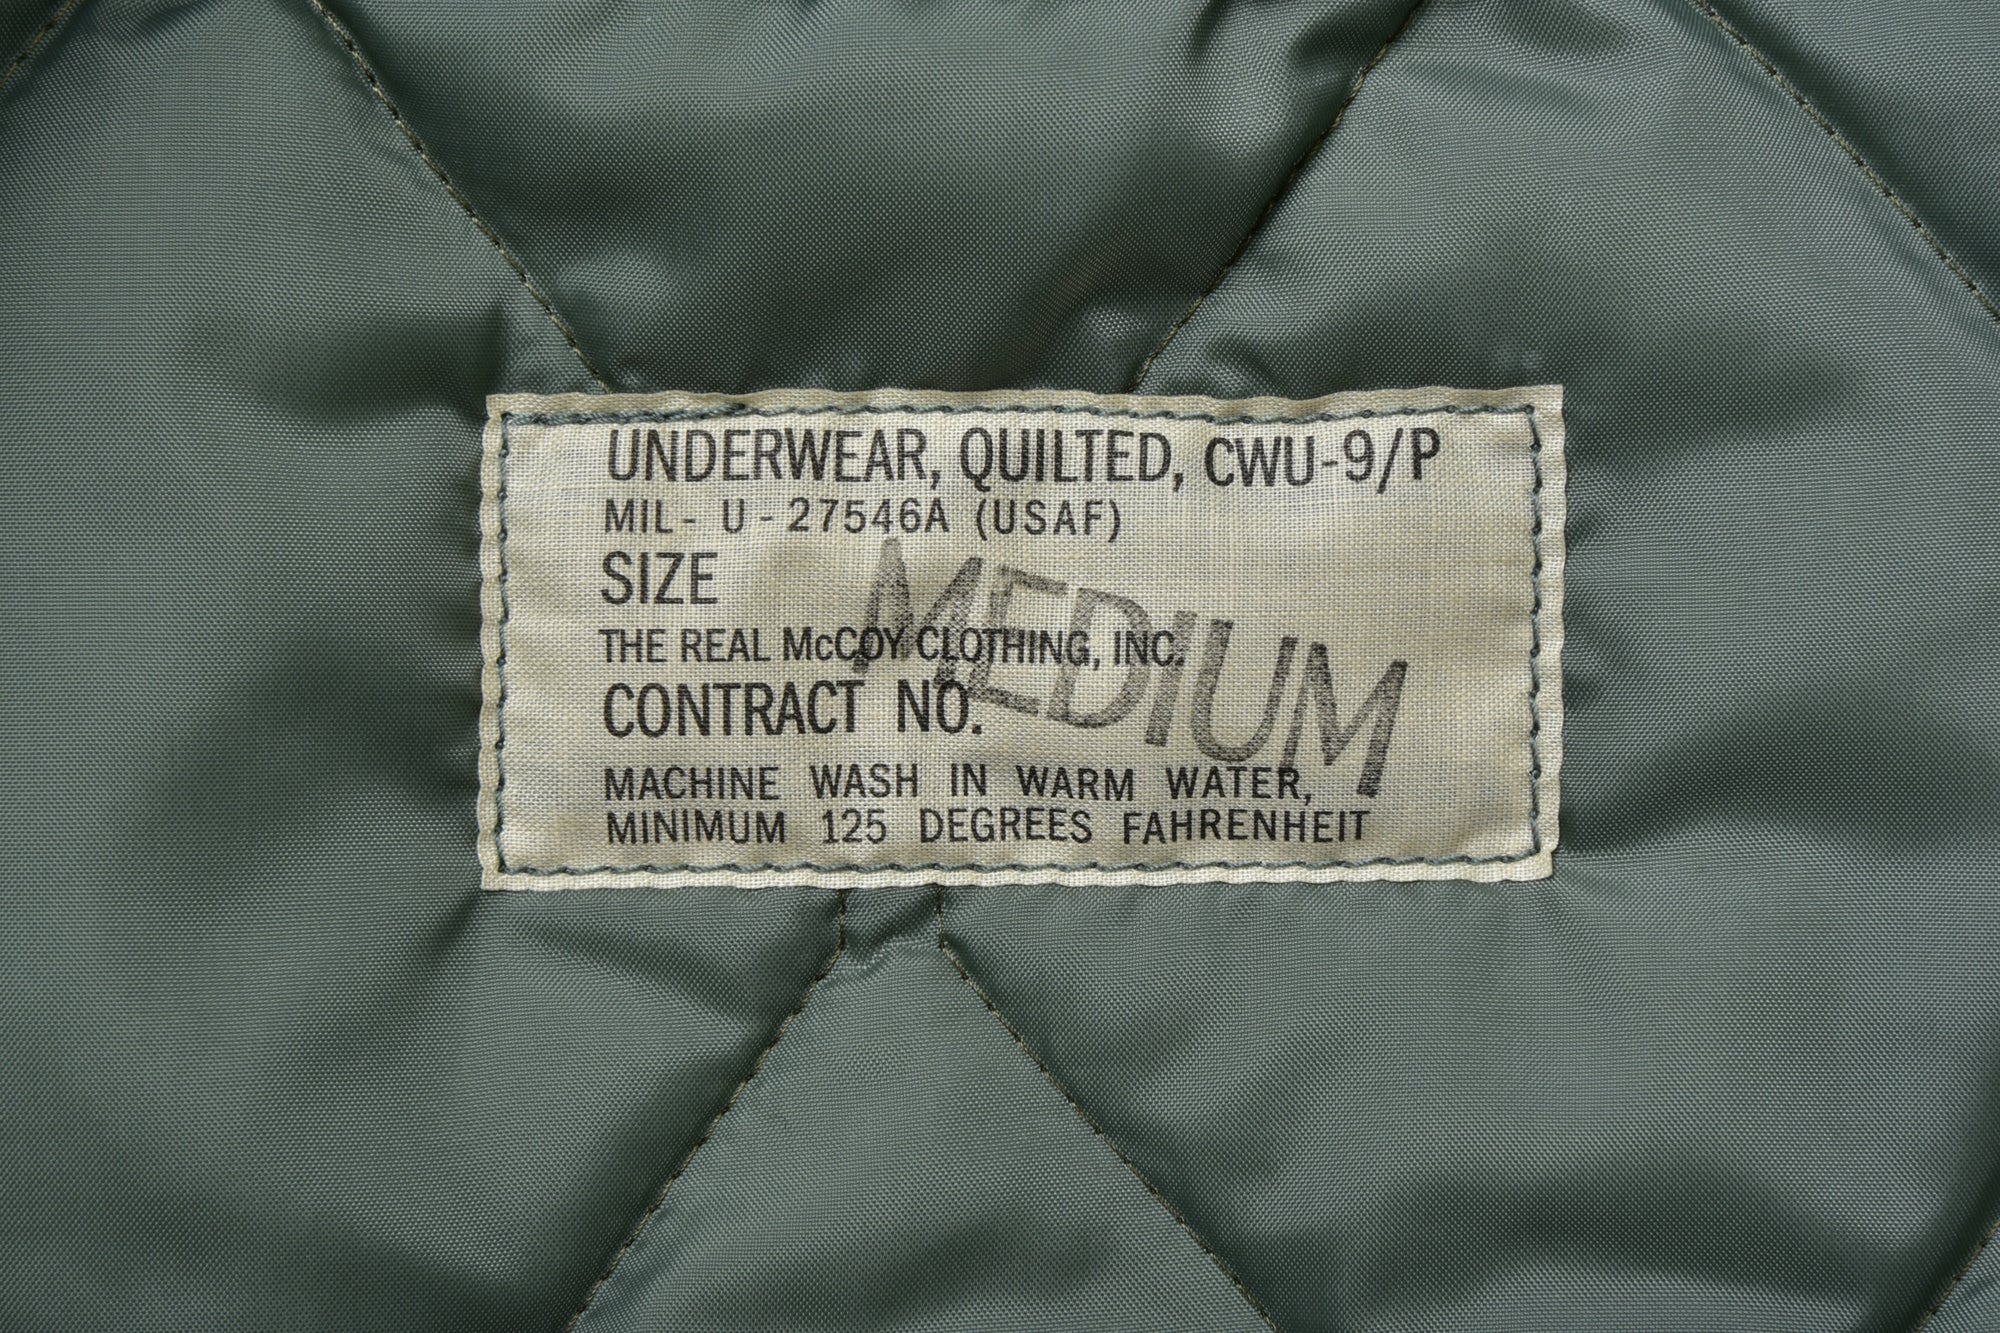 UNDERWEAR, QUILTED, CWU-9/P
MIL- U - 27546A (USAF)
SIZE MEDIUM
THE REAL McCOY CLOTHING, INC.
CONTRACT NO.
MACHINE WASH IN WARM WATER,
MINIMUM 125 DEGREES FAHRENHEIT